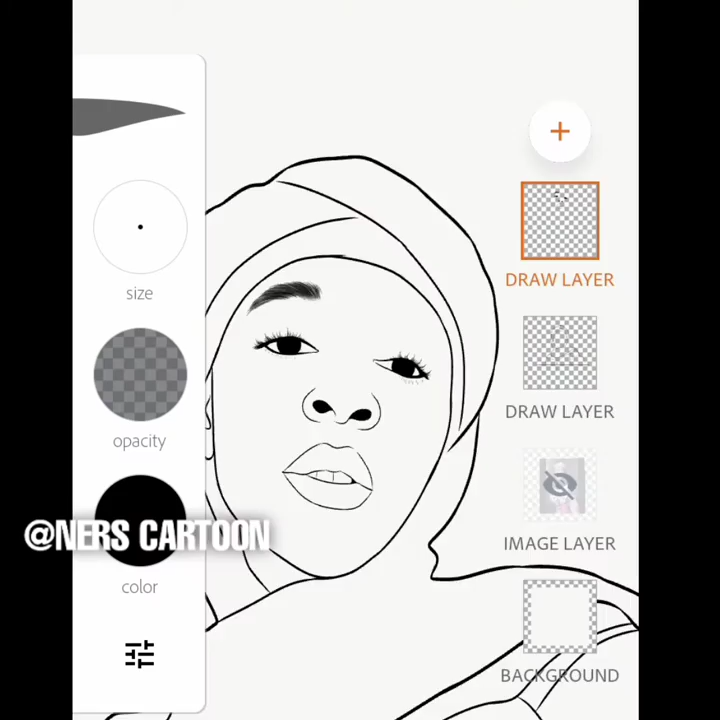 size
opacity
@NERS CARTOON
color
DRAW LAYER
DRAW LAYER
IMAGE LAYER
BACKGROUND